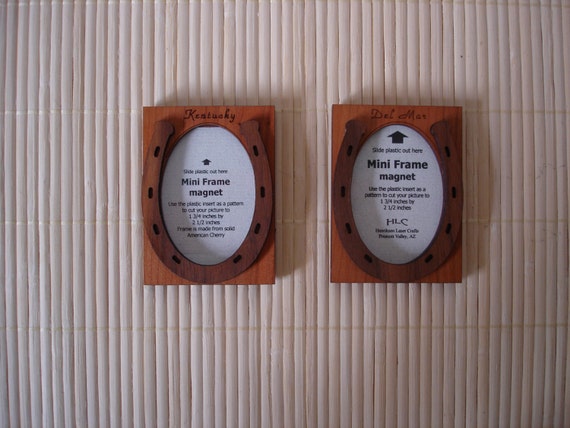 Kentucky
Slide plastic out here
Mini Frame
magnet
Use the plastic insert as a
pattern
to cut your picture to
1 3/4 inches by
2 1/2 inches
Frame is made from solid
American Cherry
Del Mar
Slide plastic out here
Mini Frame
magnet
Use the plastic insert as a
pattern
to cut your picture to
1 3/4 inches by
2 1/2 inches
HLC
Heirloom Laser Crafts
Prescott Valley, AZ